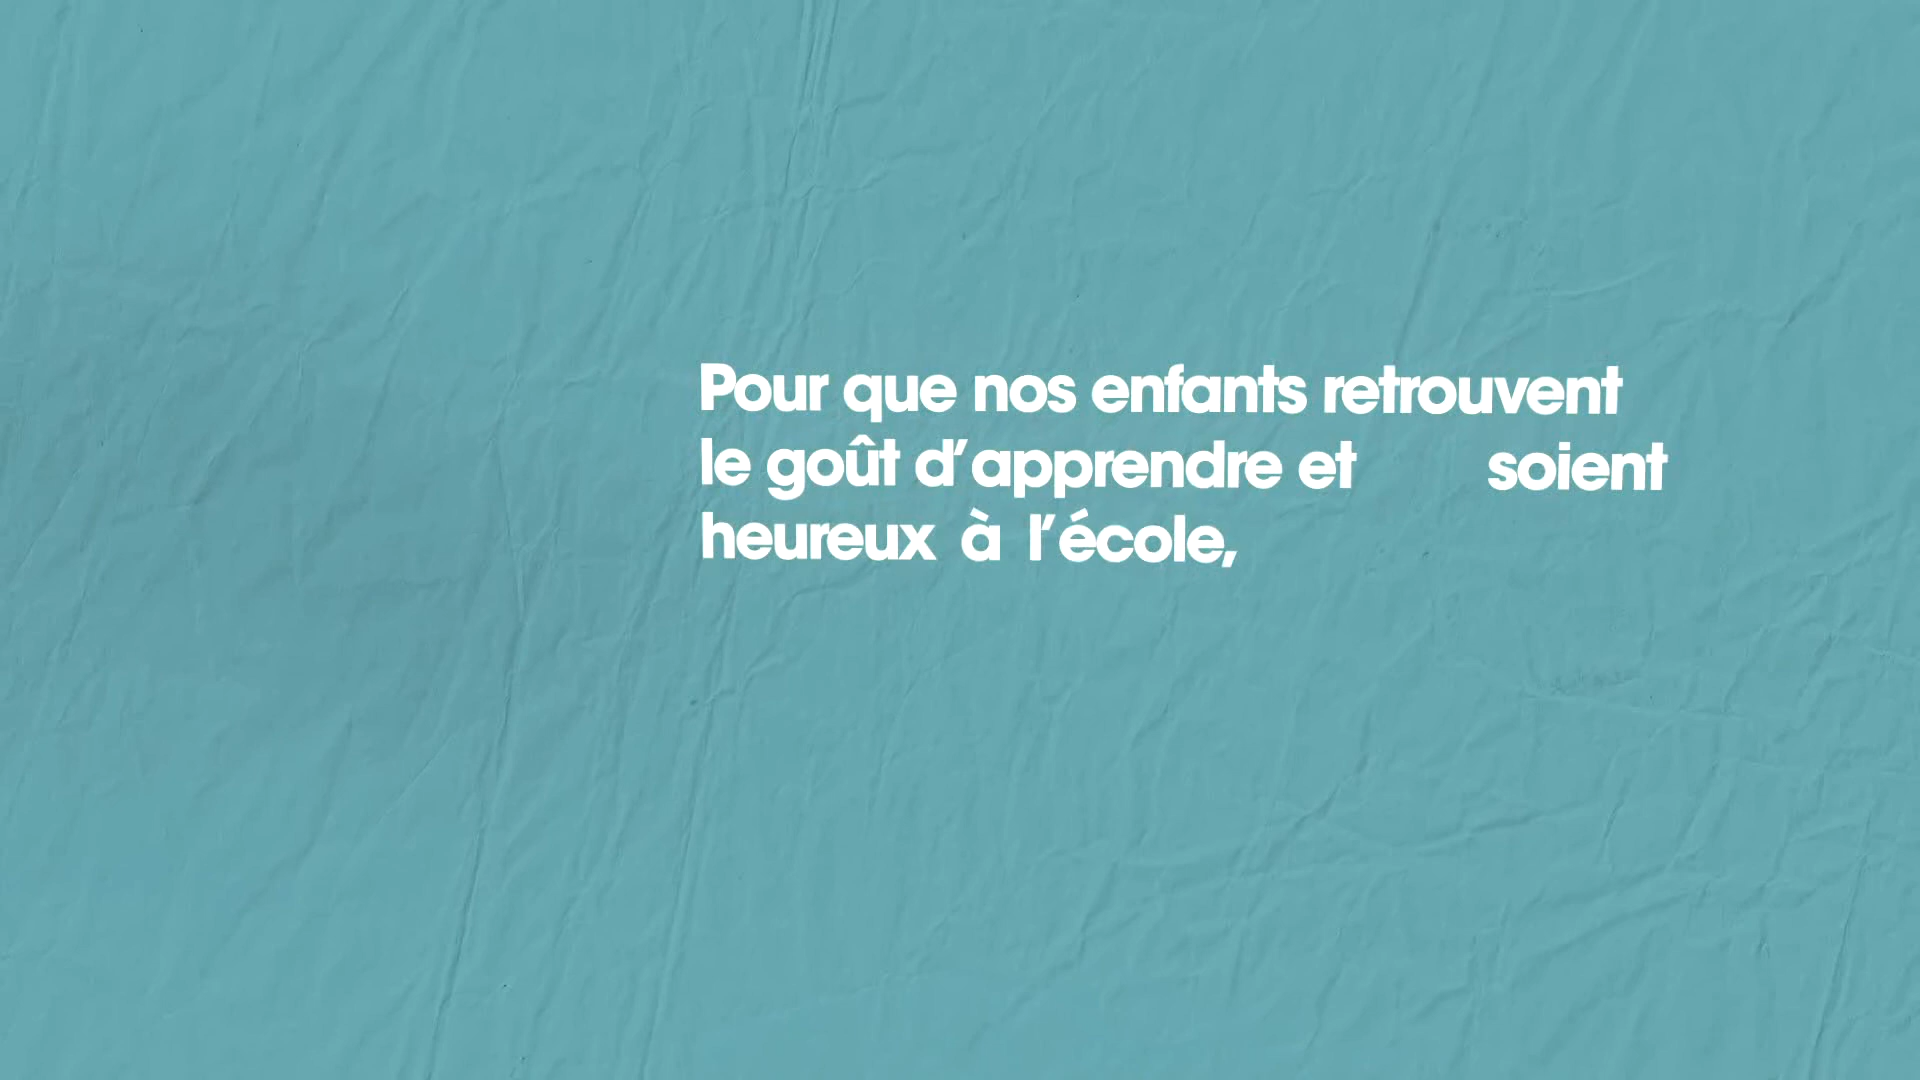 Pour que nos enfants retrouvent
le goût d’apprendre et soient
heureux à l’école,